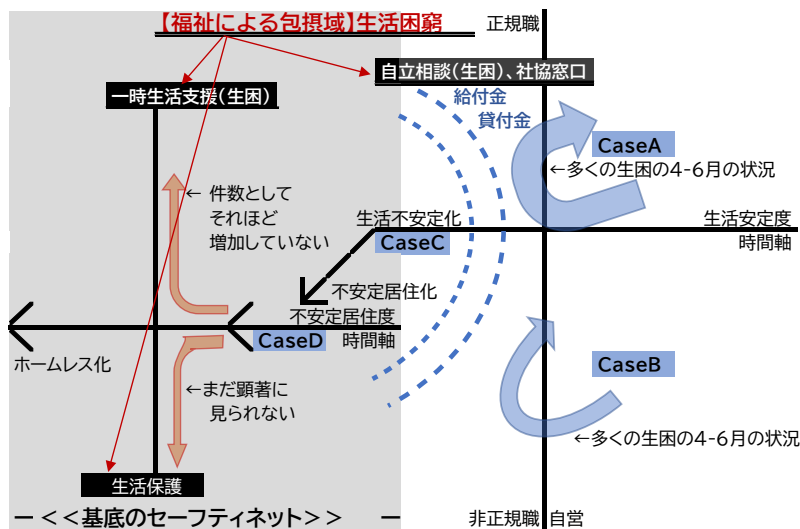 【福祉による包摂域】生活困窮
正規職
自立相談(生困)、社協窓口
一時生活支援(生困)
給付金
貸付金
CaseA
←多くの生困の4-6月の状況
← 件数として
それほど
増加していない
生活不安定化
生活安定度
CaseC
時間軸
不安定居住化
不安定居住度
CaseD
時間軸
ホームレス化
CaseB
←まだ顕著に
見られない
←多くの生困の4-6月の状況
生活保護
ー <<基底のセーフティネット>> ー
非正規職
自営